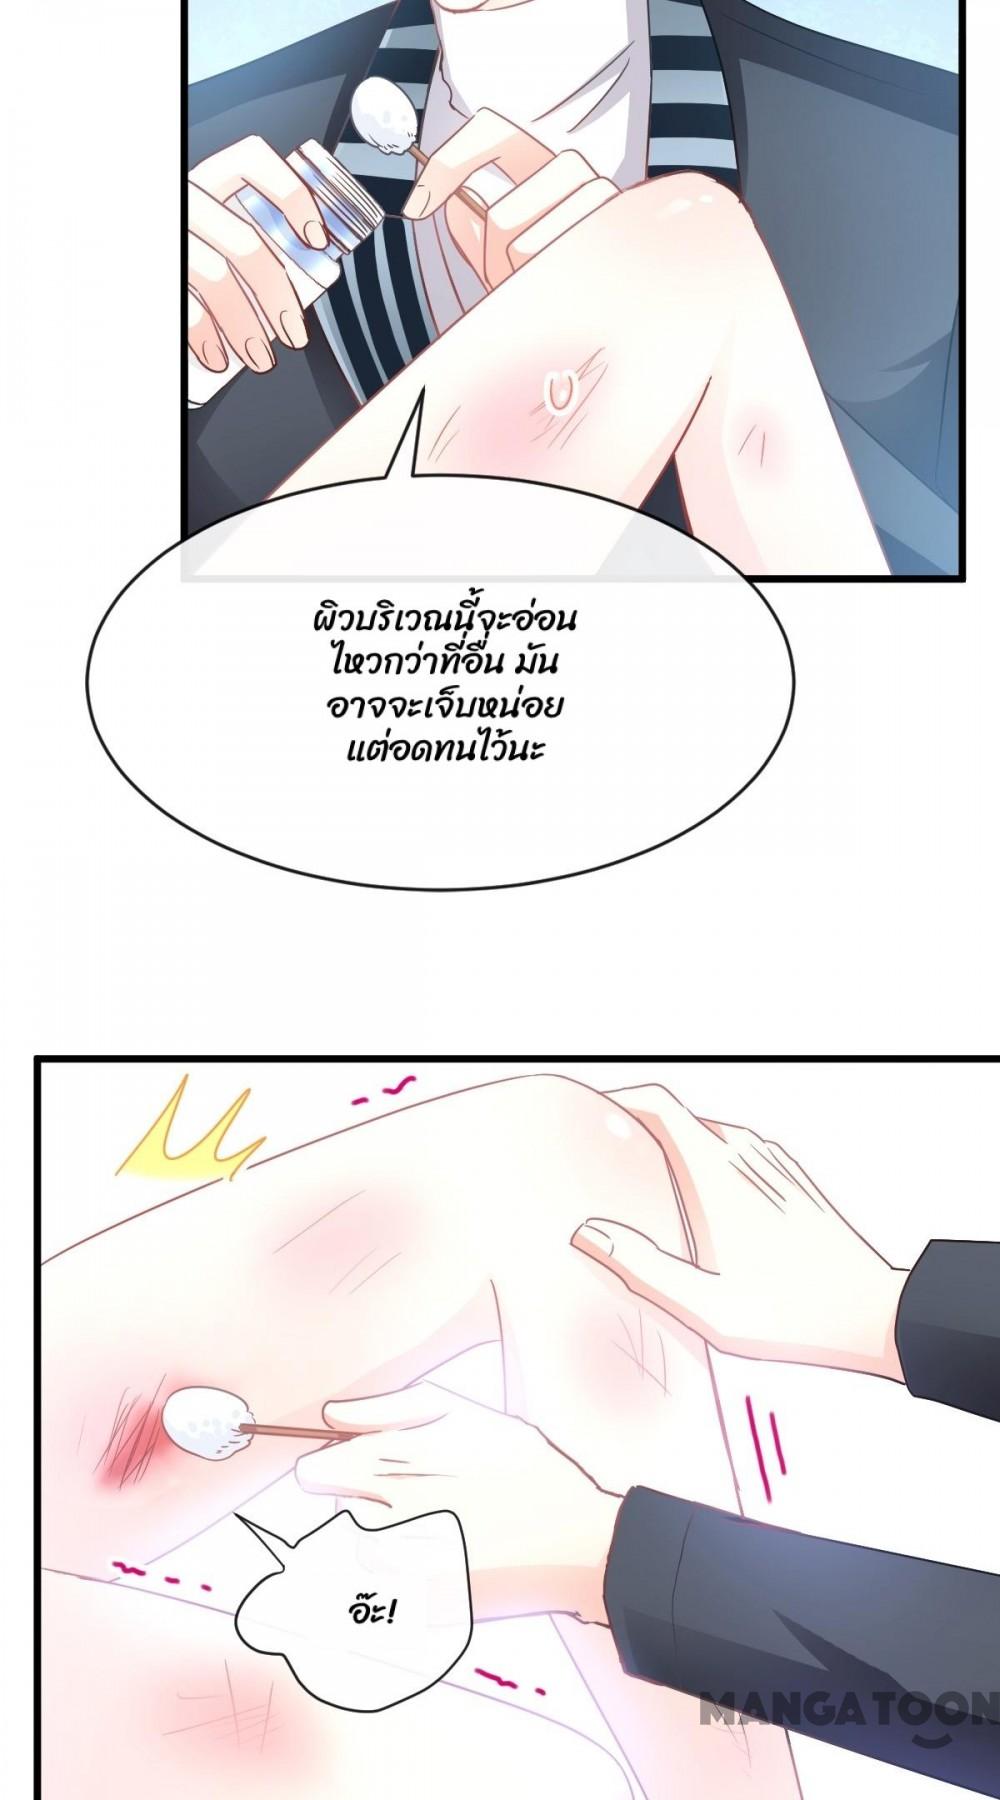 ผิวบริเวณนี้จะอ่อน
ไหวกว่าที่อื่น มัน
อาจจะเจ็บหน่อย
แต่อดทนไว้นะ
อ๊ะ!
MANGATOON